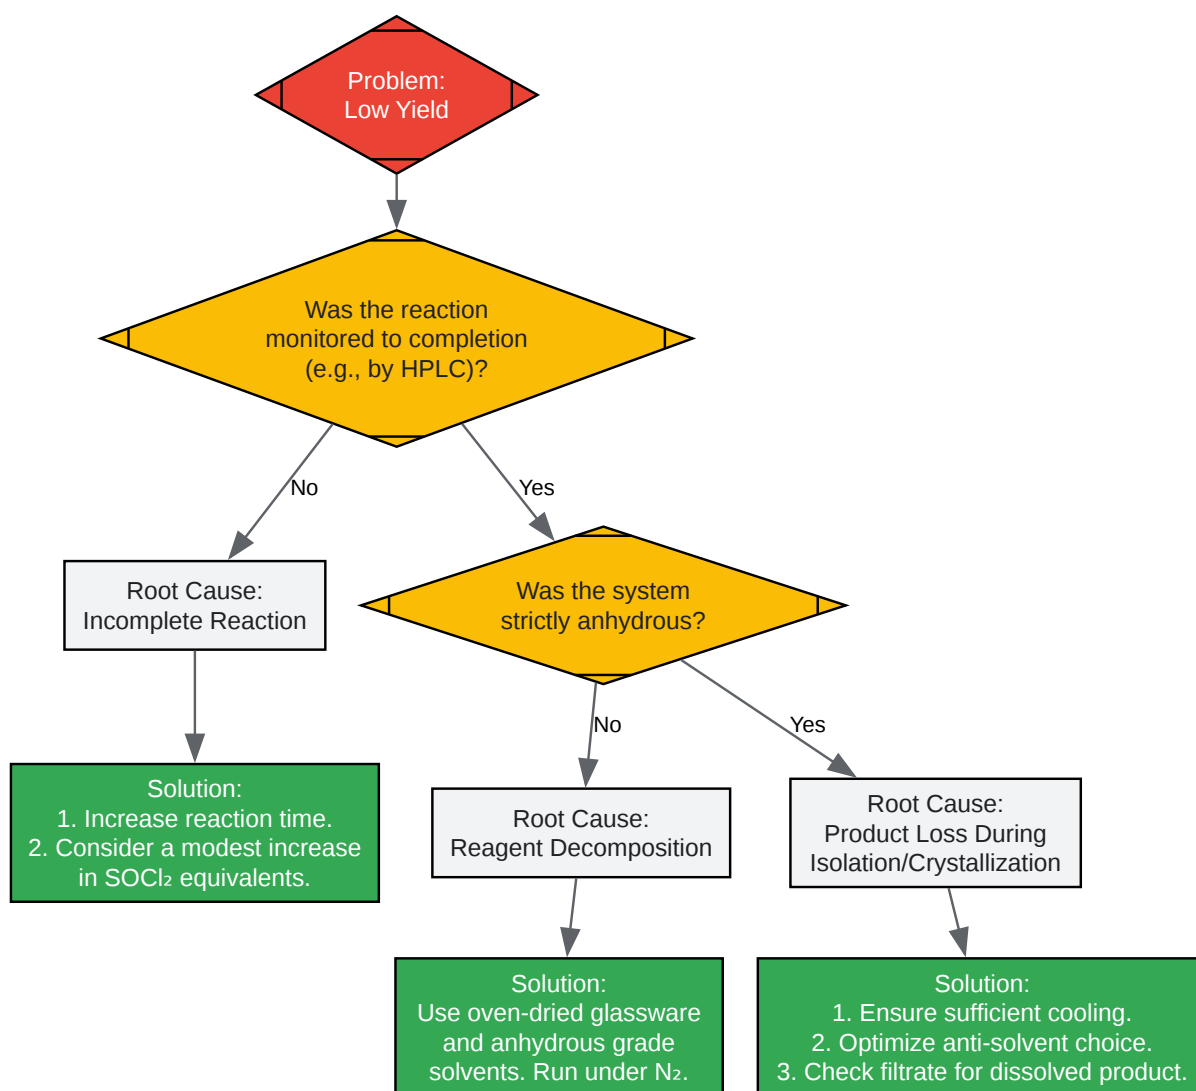 Problem:
Low Yield
Was the reaction
monitored to completion
(e.g., by HPLC)?
No
Yes
Root Cause:
Incomplete Reaction
Was the system
strictly anhydrous?
No
Yes
Solution:
1. Increase reaction time.
2. Consider a modest increase
in SOCl₂ equivalents.
Root Cause:
Reagent Decomposition
Root Cause:
Product Loss During
Isolation/Crystallization
Solution:
Use oven-dried glassware
and anhydrous grade
solvents. Run under N₂.
Solution:
1. Ensure sufficient cooling.
2. Optimize anti-solvent choice.
3. Check filtrate for dissolved product.